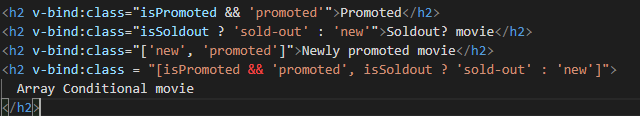 <h2 v-bind:class="isPromoted && 'promoted'">Promoted</h2>
<h2 v-bind:class="isSoldout ? 'sold-out' : 'new'">Soldout? movie</h2>
<h2 v-bind:class="['new', 'promoted']">Newly promoted movie</h2>
<h2 v-bind:class = "[isPromoted && 'promoted', isSoldout ? 'sold-out' : 'new']">
Array Conditional movie
</h2>